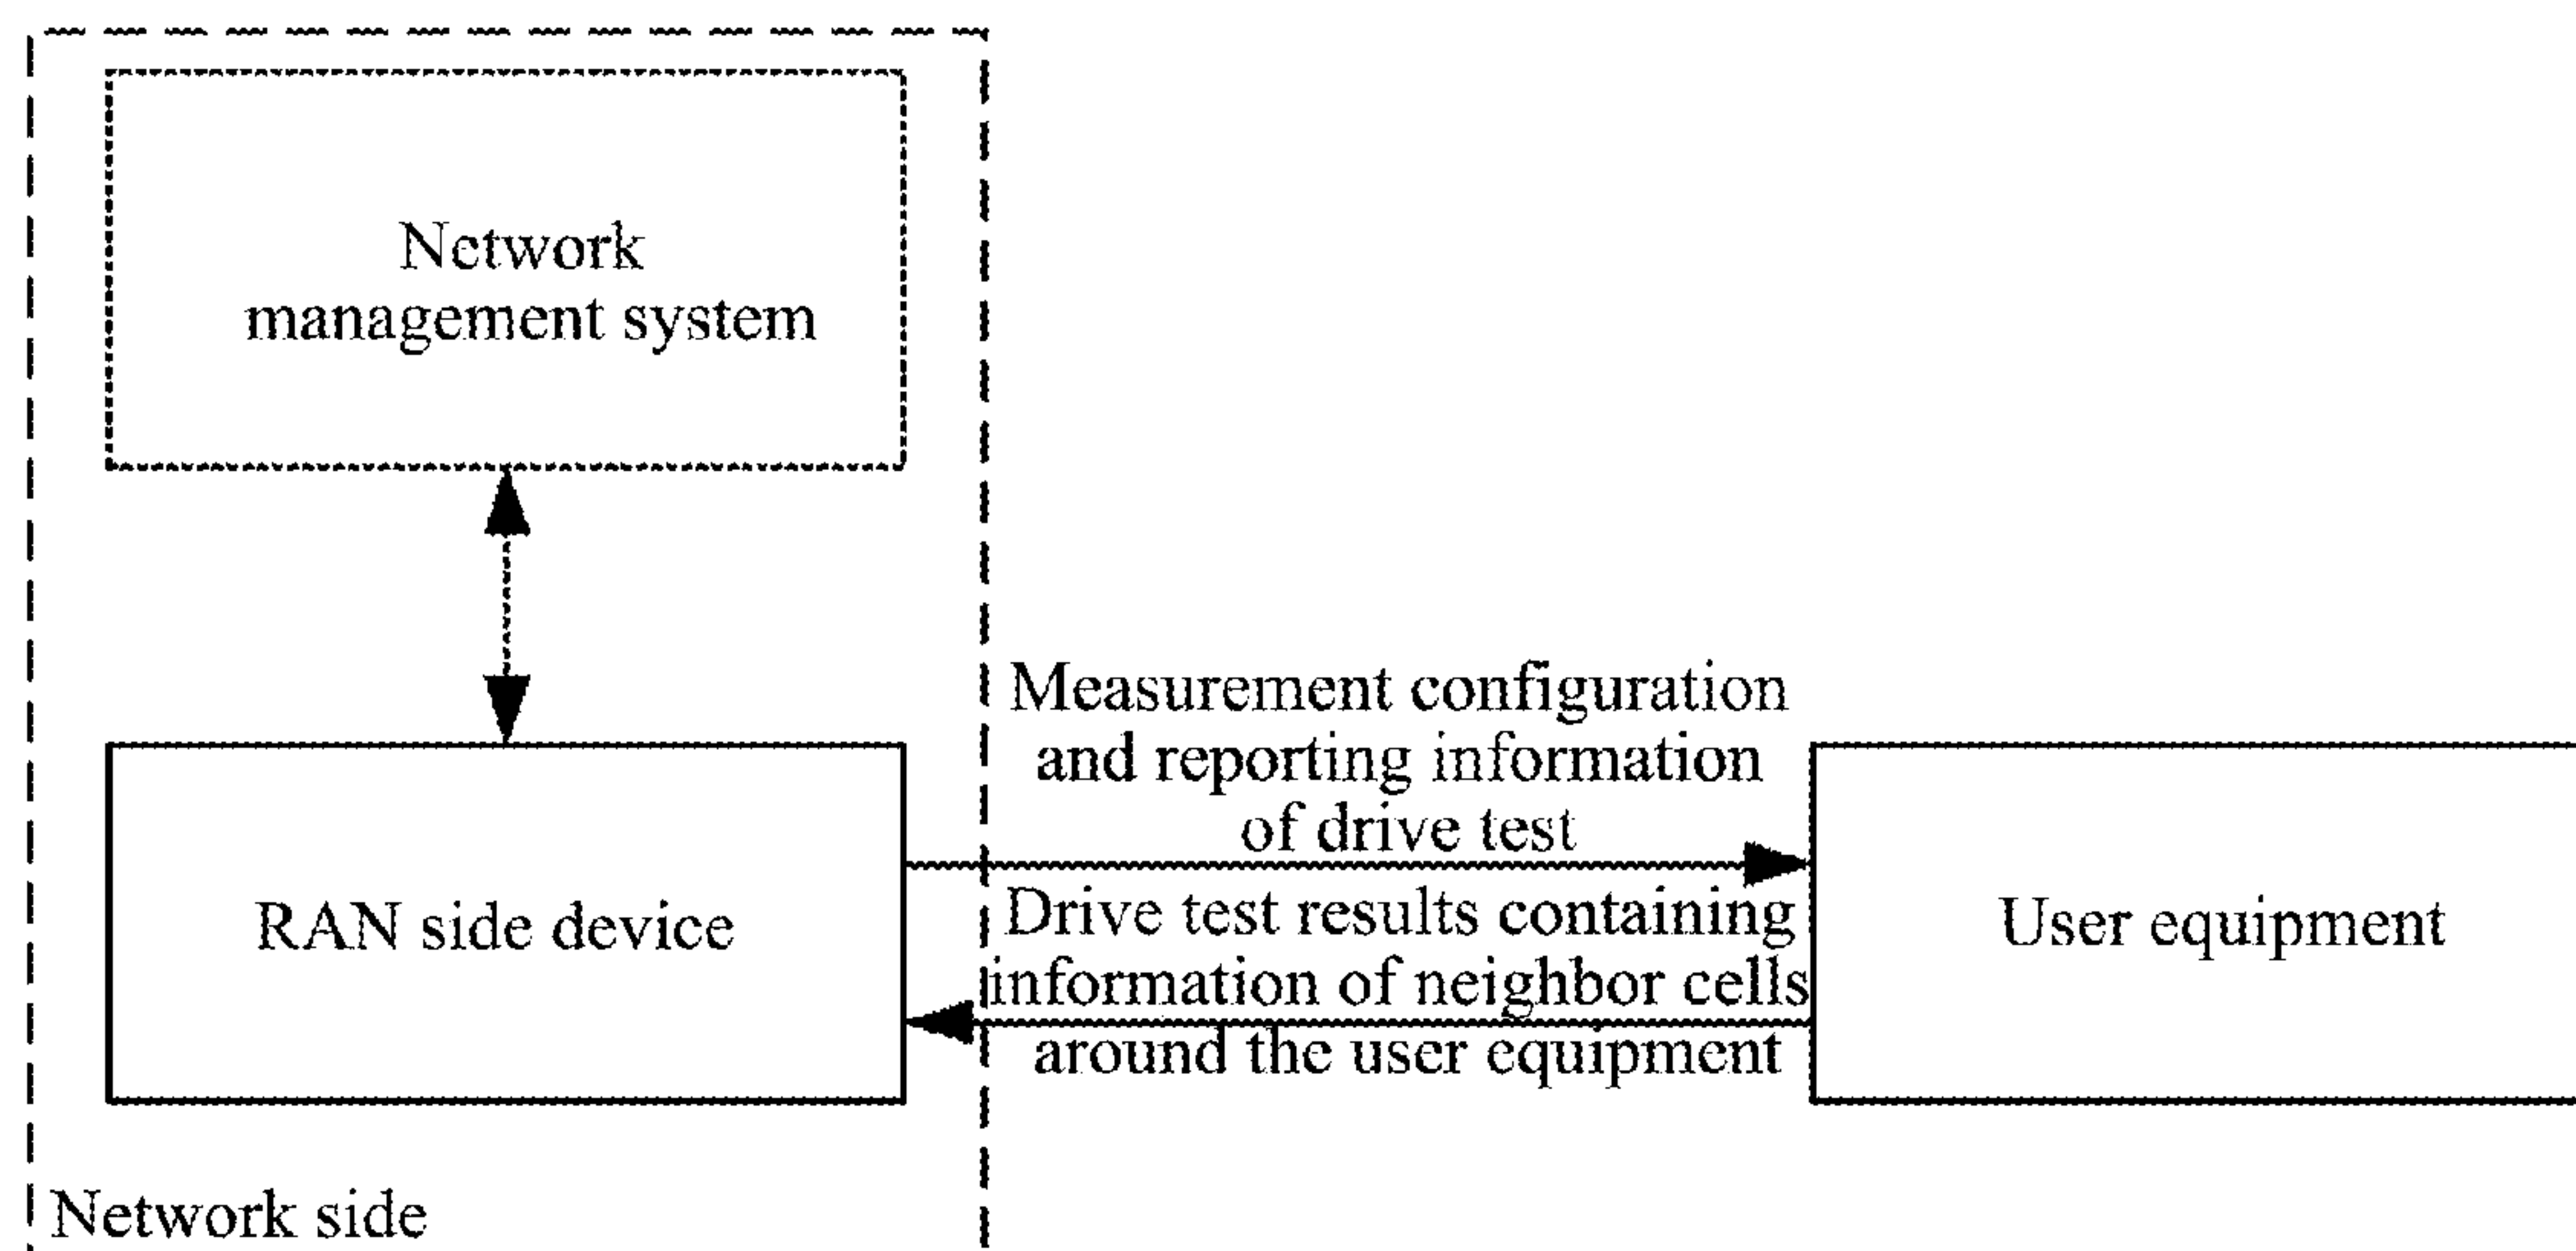 Network
management system
Measurement configuration
and reporting information
of drive test
RAN side device
Drive test results containing
information of neighbor cells
around the user equipment
User equipment
Network side